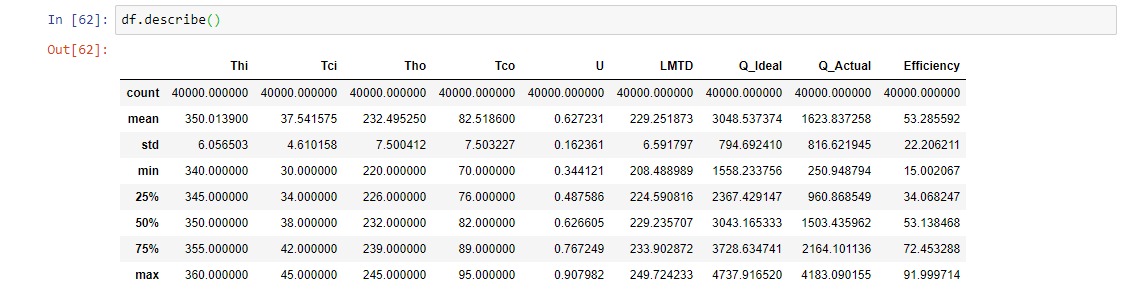 In [62]: df.describe()
Out[62]:
Thi Tci Tho Tco U LMTD Q_Ideal Q_Actual Efficiency
count 40000.000000 40000.000000 40000.000000 40000.000000 40000.000000 40000.000000 40000.000000 40000.000000 40000.000000
mean 350.013900 37.541575 232.495250 82.518600 0.627231 229.251873 3048.537374 1623.837258 53.285592
std 6.056503 4.610158 7.500412 7.503227 0.162361 6.591797 794.692410 816.621945 22.206211
min 340.000000 30.000000 220.000000 70.000000 0.344121 208.488989 1558.233756 250.948794 15.002067
25% 345.000000 34.000000 226.000000 76.000000 0.487586 224.590816 2367.429147 960.868549 34.068247
50% 350.000000 38.000000 232.000000 82.000000 0.626605 229.235707 3043.165333 1503.435962 53.138468
75% 355.000000 42.000000 239.000000 89.000000 0.767249 233.902872 3728.634741 2164.101136 72.453288
max 360.000000 45.000000 245.000000 95.000000 0.907982 249.724233 4737.916520 4183.090155 91.999714